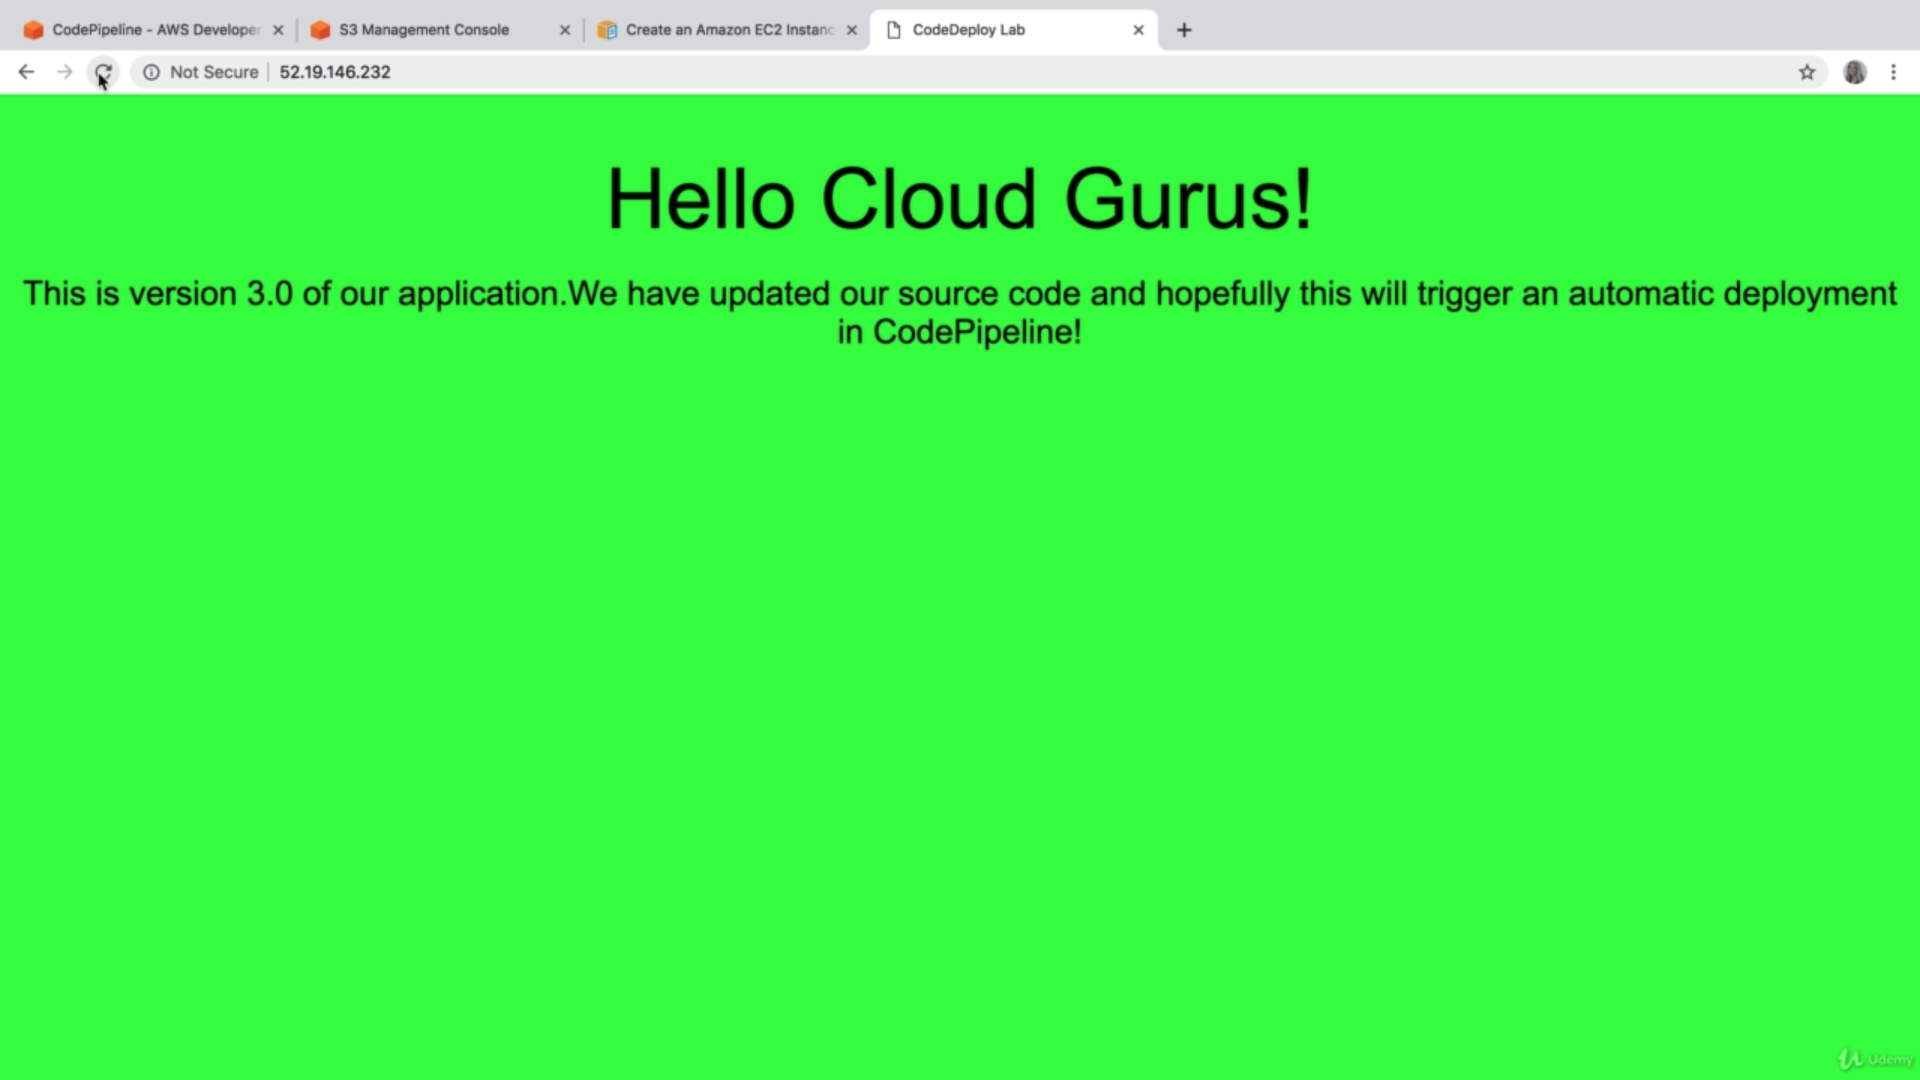 CodePipeline - AWS Developer
S3 Management Console
Create an Amazon EC2 Instanc
CodeDeploy Lab
Not Secure
52.19.146.232
Hello Cloud Gurus!
This is version 3.0 of our application.We have updated our source code and hopefully this will trigger an automatic deployment
in CodePipeline!
Udemy